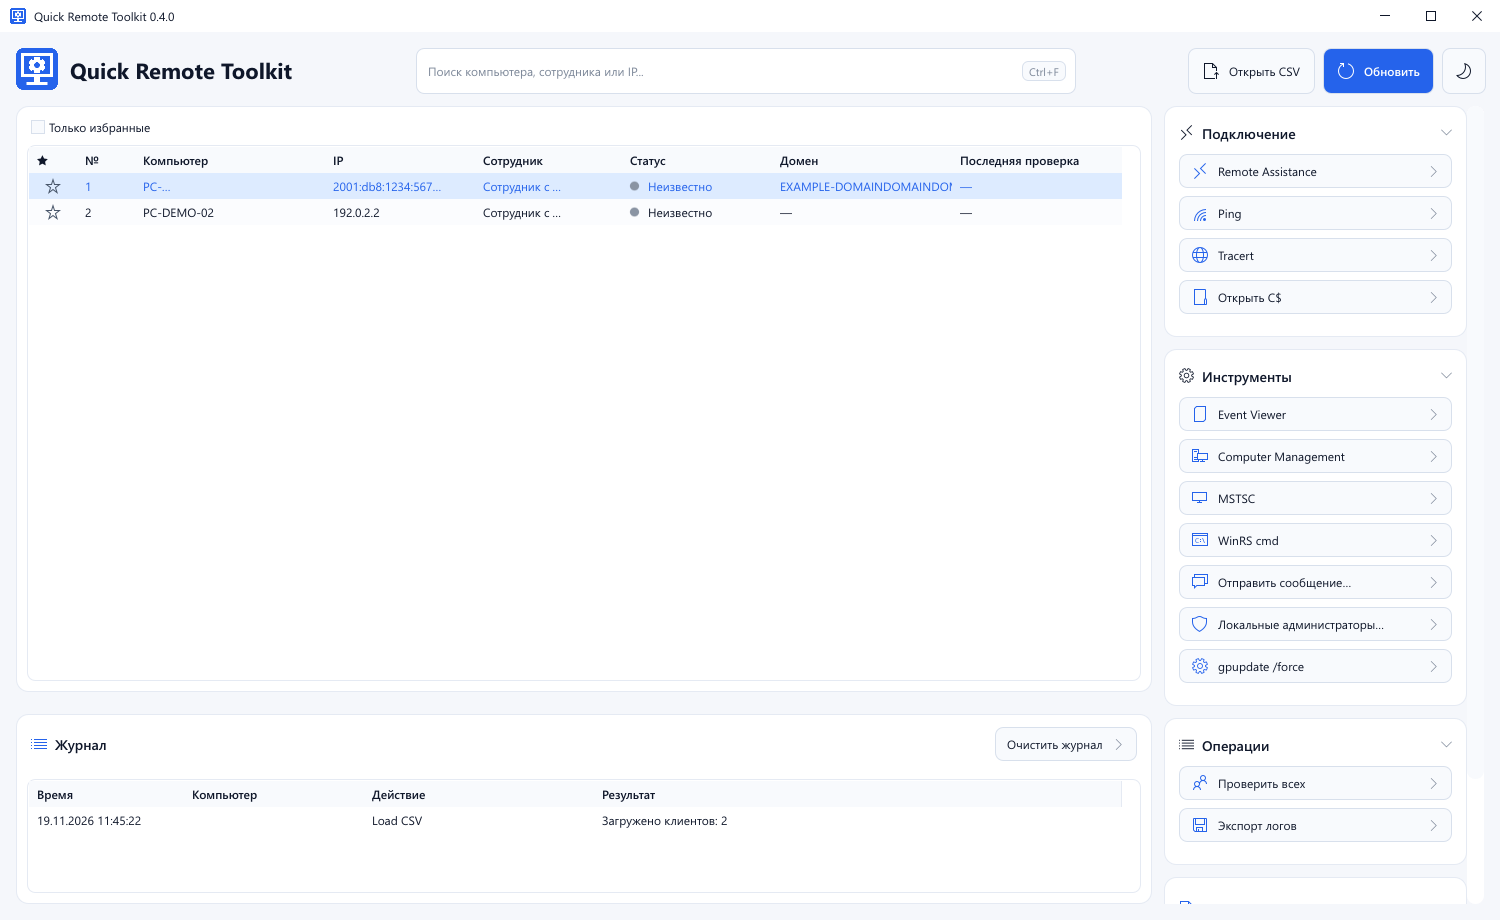 Quick Remote Toolkit 0.4.0
Quick Remote Toolkit
Поиск компьютера, сотрудника или IP...
Ctrl+F
Открыть CSV
Обновить
Только избранные
★ № Компьютер IP Сотрудник Статус Домен Последняя проверка
1 PC-... 2001:db8:1234:567... Сотрудник с ... Неизвестно EXAMPLE-DOMAINDOMAINDOM —
2 PC-DEMO-02 192.0.2.2 Сотрудник с ... Неизвестно — —
Журнал
Очистить журнал
Время Компьютер Действие Результат
19.11.2026 11:45:22 Load CSV Загружено клиентов: 2
Подключение
Remote Assistance
Ping
Tracert
Открыть C$
Инструменты
Event Viewer
Computer Management
MSTSC
WinRS cmd
Отправить сообщение...
Локальные администраторы...
gpupdate /force
Операции
Проверить всех
Экспорт логов